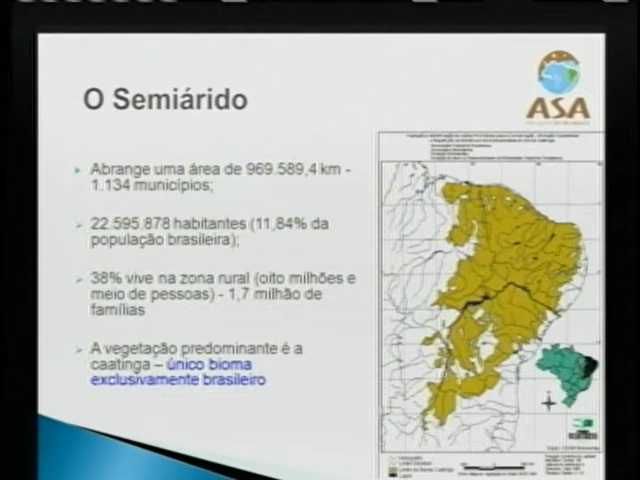 O Semiárido
ASA
Abrange uma área de 969.589,4 km -
1.134 municípios;
22.595.878 habitantes (11,84% da
população brasileira);
38% vive na zona rural (oito milhões e
meio de pessoas) - 1,7 milhão de
famílias
A vegetação predominante é a
caatinga – único bioma
exclusivamente brasileiro